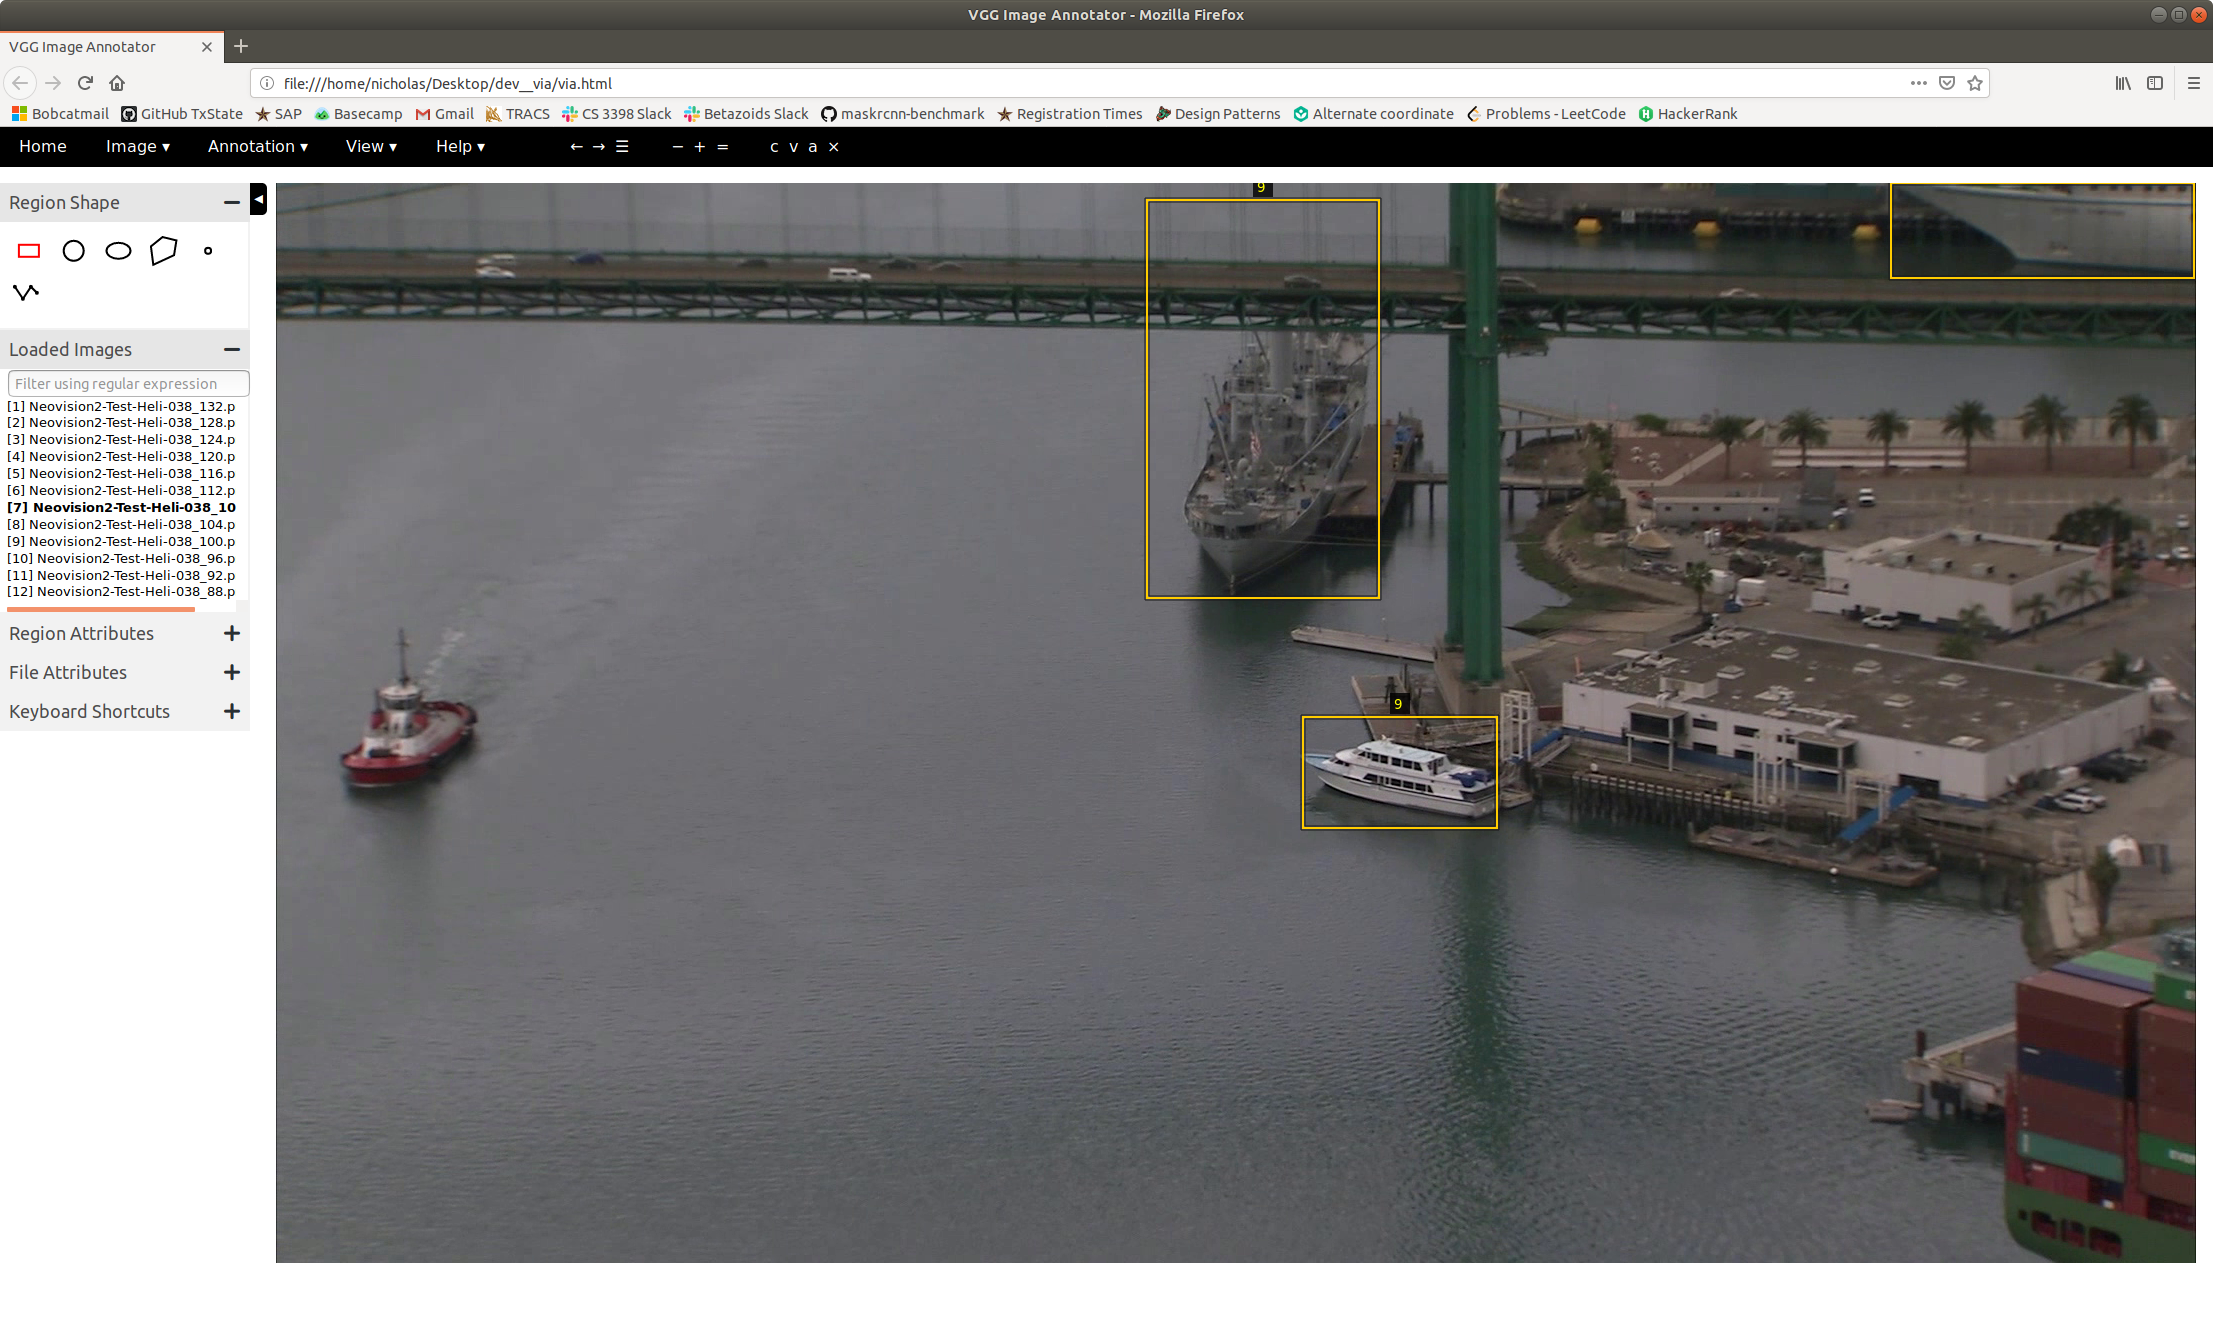 VGG Image Annotator - Mozilla Firefox
VGG Image Annotator
file:///home/nicholas/Desktop/dev__via/via.html
Bobcatmail GitHub TxState SAP Basecamp Gmail TRACS CS 3398 Slack Betazoids Slack maskrcnn-benchmark Registration Times Design Patterns Alternate coordinate Problems - LeetCode HackerRank
Home Image ▾ Annotation ▾ View ▾ Help ▾ ← → ☰ − + = c v a ×
Region Shape
Loaded Images
Filter using regular expression
[1] Neovision2-Test-Heli-038_132.p
[2] Neovision2-Test-Heli-038_128.p
[3] Neovision2-Test-Heli-038_124.p
[4] Neovision2-Test-Heli-038_120.p
[5] Neovision2-Test-Heli-038_116.p
[6] Neovision2-Test-Heli-038_112.p
[7] Neovision2-Test-Heli-038_10
[8] Neovision2-Test-Heli-038_104.p
[9] Neovision2-Test-Heli-038_100.p
[10] Neovision2-Test-Heli-038_96.p
[11] Neovision2-Test-Heli-038_92.p
[12] Neovision2-Test-Heli-038_88.p
Region Attributes
File Attributes
Keyboard Shortcuts
9
9